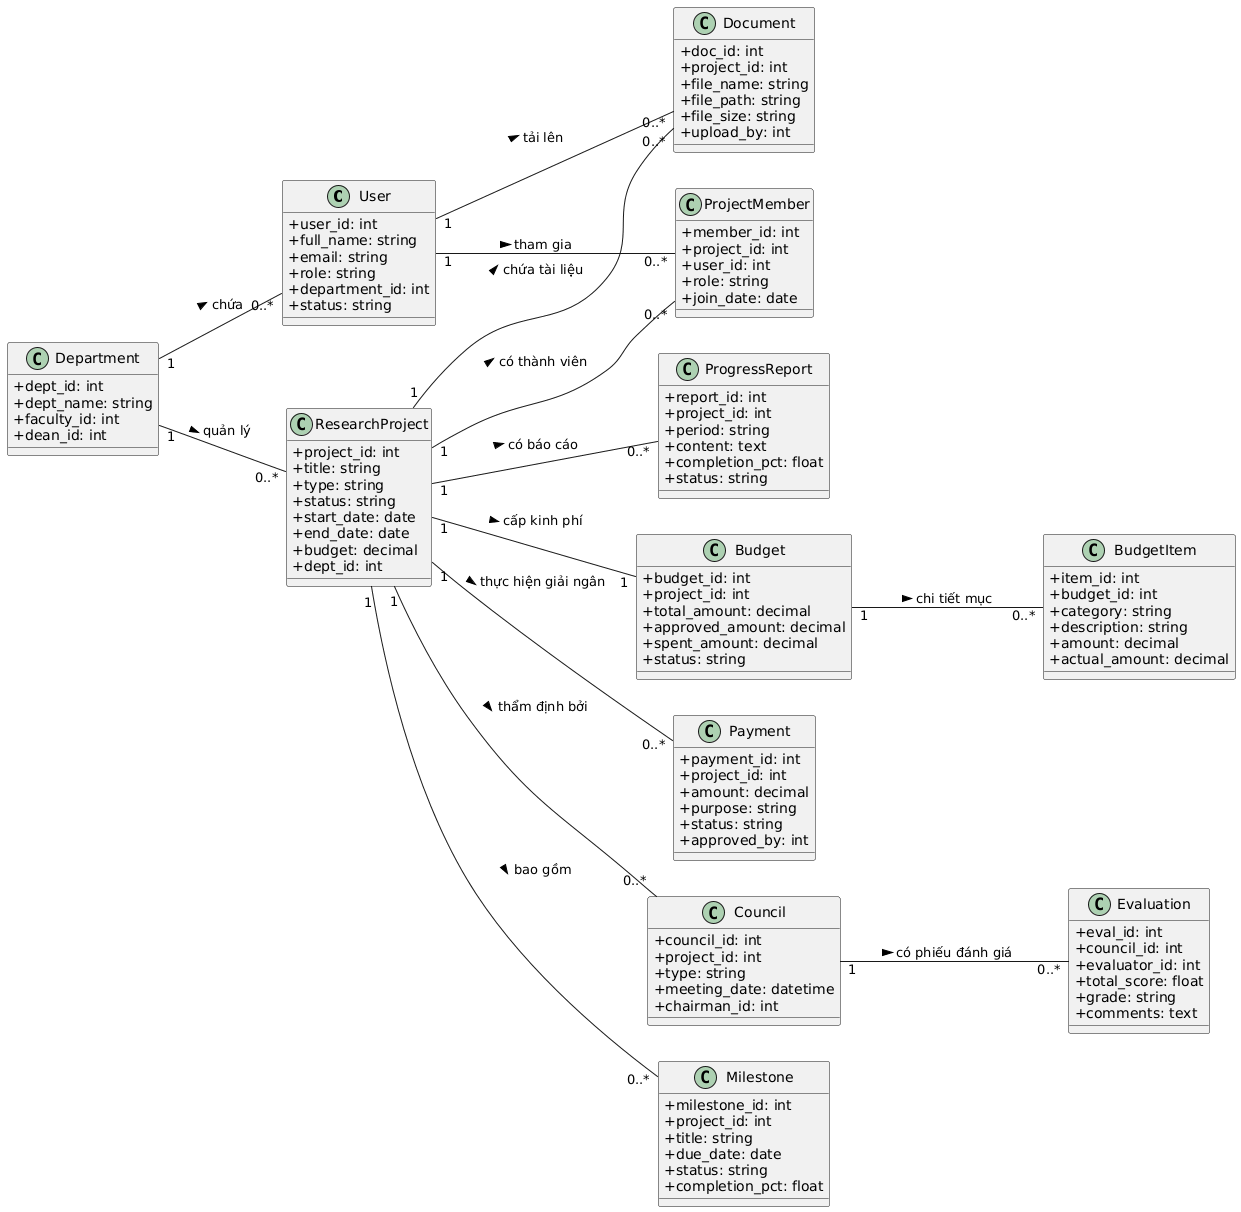 Document
+doc_id: int
+project_id: int
+file_name: string
+file_path: string
+file_size: string
+upload_by: int
0..*
0..*
tải lên
1
User
+user_id: int
+full_name: string
+email: string
+role: string
+department_id: int
+status: string
tham gia
1
0..*
ProjectMember
+member_id: int
+project_id: int
+user_id: int
+role: string
+join_date: date
0..*
chứa tài liệu
chứa 0..*
1
Department
+dept_id: int
+dept_name: string
+faculty_id: int
+dean_id: int
quản lý
1
0..*
1
ResearchProject
+project_id: int
+title: string
+type: string
+status: string
+start_date: date
+end_date: date
+budget: decimal
+dept_id: int
có thành viên
1
có báo cáo
1
0..*
ProgressReport
+report_id: int
+project_id: int
+period: string
+content: text
+completion_pct: float
+status: string
cấp kinh phí
1
1
Budget
+budget_id: int
+project_id: int
+total_amount: decimal
+approved_amount: decimal
+spent_amount: decimal
+status: string
chi tiết mục
1
0..*
BudgetItem
+item_id: int
+budget_id: int
+category: string
+description: string
+amount: decimal
+actual_amount: decimal
thực hiện giải ngân
1
0..*
Payment
+payment_id: int
+project_id: int
+amount: decimal
+purpose: string
+status: string
+approved_by: int
1
thẩm định bởi
0..*
Council
+council_id: int
+project_id: int
+type: string
+meeting_date: datetime
+chairman_id: int
có phiếu đánh giá
1
0..*
Evaluation
+eval_id: int
+council_id: int
+evaluator_id: int
+total_score: float
+grade: string
+comments: text
1
bao gồm
0..*
Milestone
+milestone_id: int
+project_id: int
+title: string
+due_date: date
+status: string
+completion_pct: float